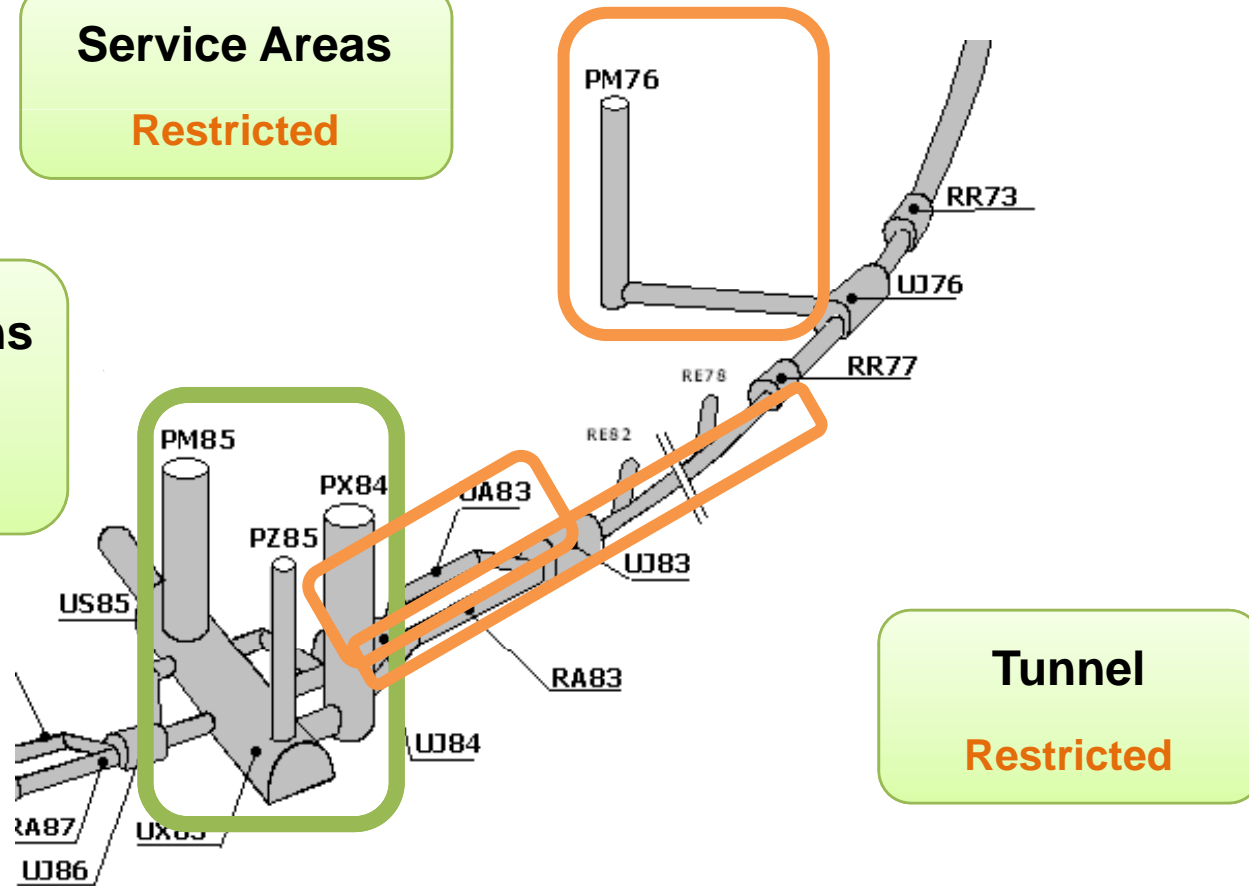 Service Areas
Restricted
PM76
RR73
UJ76
RR77
RE78
RE82
PM85
PX84
UA83
PZ85
UJ83
US85
RA83
Tunnel
Restricted
UJ84
UJ86